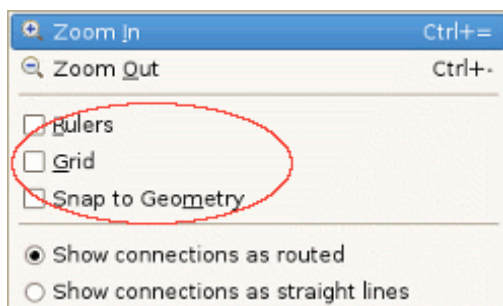 Zoom In Ctrl+=
Zoom Out Ctrl+-
Rulers
Grid
Snap to Geometry
Show connections as routed
Show connections as straight lines